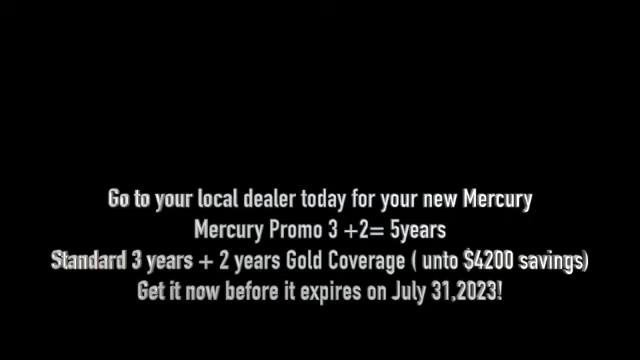 Go to your local dealer today for your new Mercury
Mercury Promo 3 +2= 5years
Standard 3 years + 2 years Gold Coverage ( unto $4200 savings)
Get it now before it expires on July 31,2023!